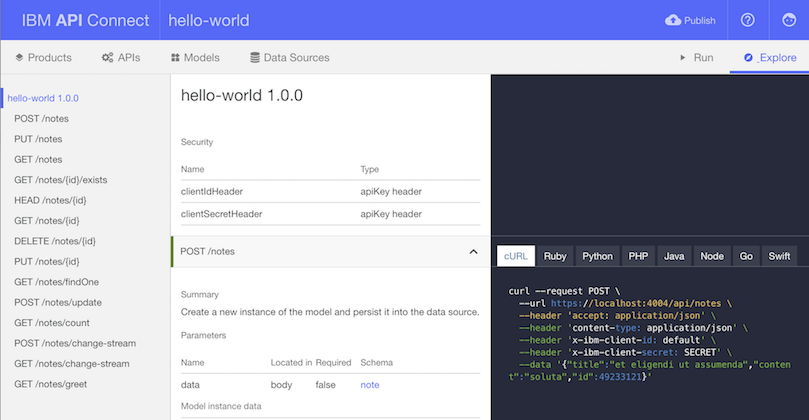 IBM API Connect hello-world Publish
Products APIs Models Data Sources Run Explore
hello-world 1.0.0
POST /notes
PUT /notes
GET /notes
GET /notes/{id}/exists
HEAD /notes/{id}
GET /notes/{id}
DELETE /notes/{id}
PUT /notes/{id}
GET /notes/findOne
POST /notes/update
GET /notes/count
POST /notes/change-stream
GET /notes/change-stream
GET /notes/greet
hello-world 1.0.0
Security
Name Type
clientIdHeader apiKey header
clientSecretHeader apiKey header
POST /notes
Summary
Create a new instance of the model and persist it into the data source.
Parameters
Name Located in Required Schema
data body false note
Model instance data
cURL Ruby Python PHP Java Node Go Swift
curl --request POST \
--url https://localhost:4004/api/notes \
--header 'accept: application/json' \
--header 'content-type: application/json' \
--header 'x-ibm-client-id: default' \
--header 'x-ibm-client-secret: SECRET' \
--data '{"title":"et eligendi ut assumenda","conten
t":"soluta","id":49233121}'